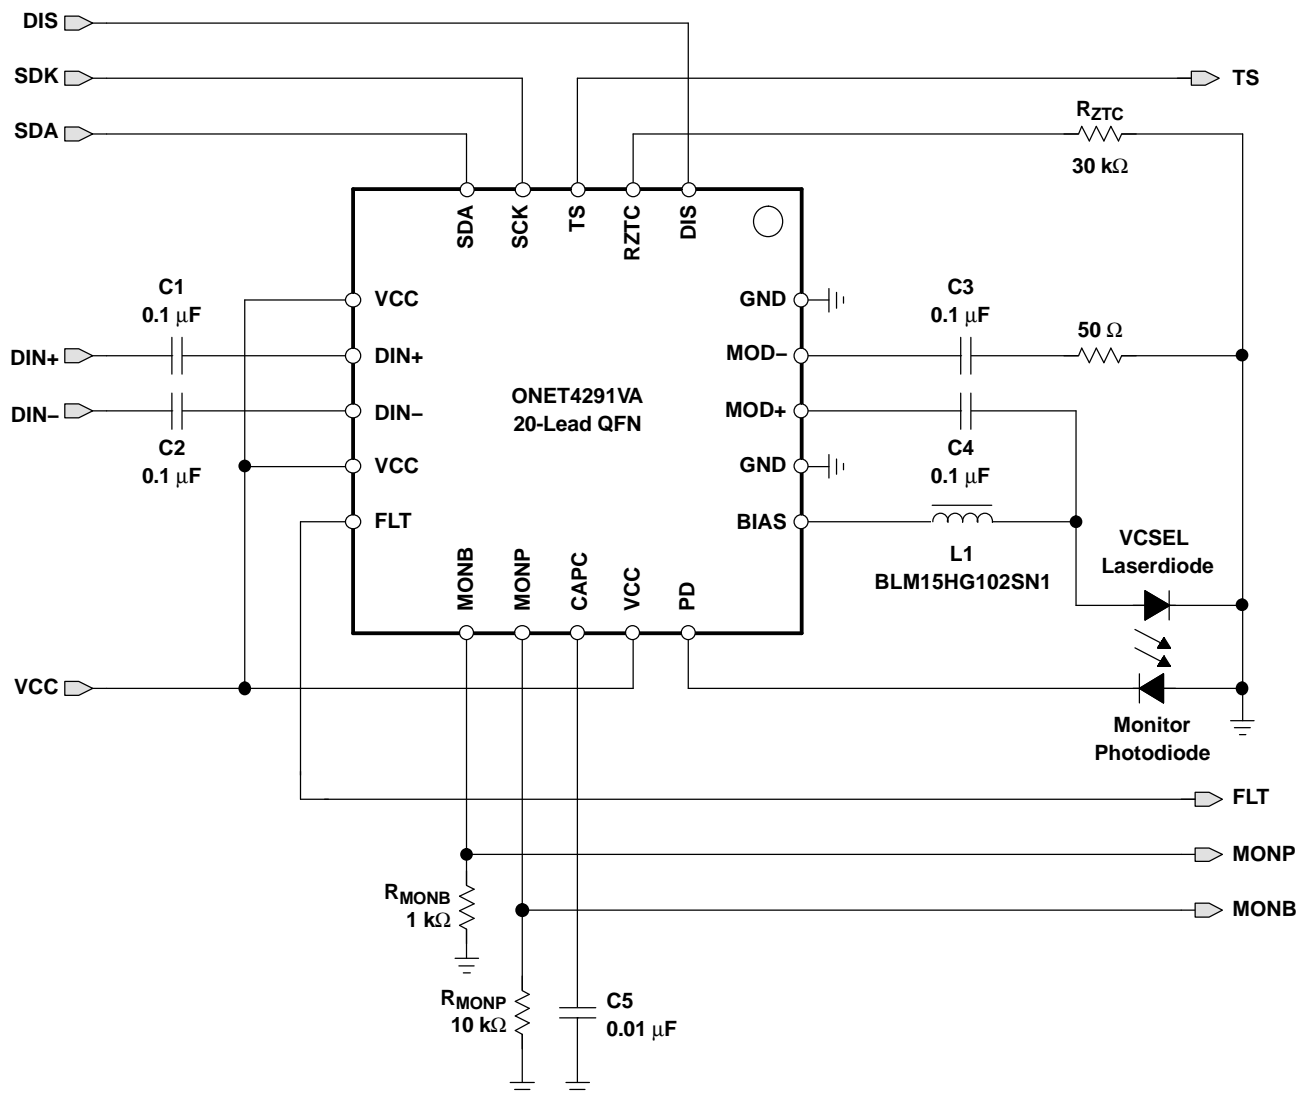 DIS
SDK
TS
SDA
RZTC
30 kΩ
SDA
SCK
TS
RZTC
DIS
C1
0.1 μF
VCC
GND
C3
0.1 μF
50 Ω
DIN+
DIN+
MOD–
ONET4291VA
20-Lead QFN
DIN–
DIN–
MOD+
C2
0.1 μF
VCC
GND
C4
0.1 μF
FLT
BIAS
L1
BLM15HG102SN1
VCSEL
Laserdiode
MONB
MONP
CAPC
VCC
PD
VCC
Monitor
Photodiode
FLT
MONP
RMONB
1 kΩ
MONB
RMONP
10 kΩ
C5
0.01 μF